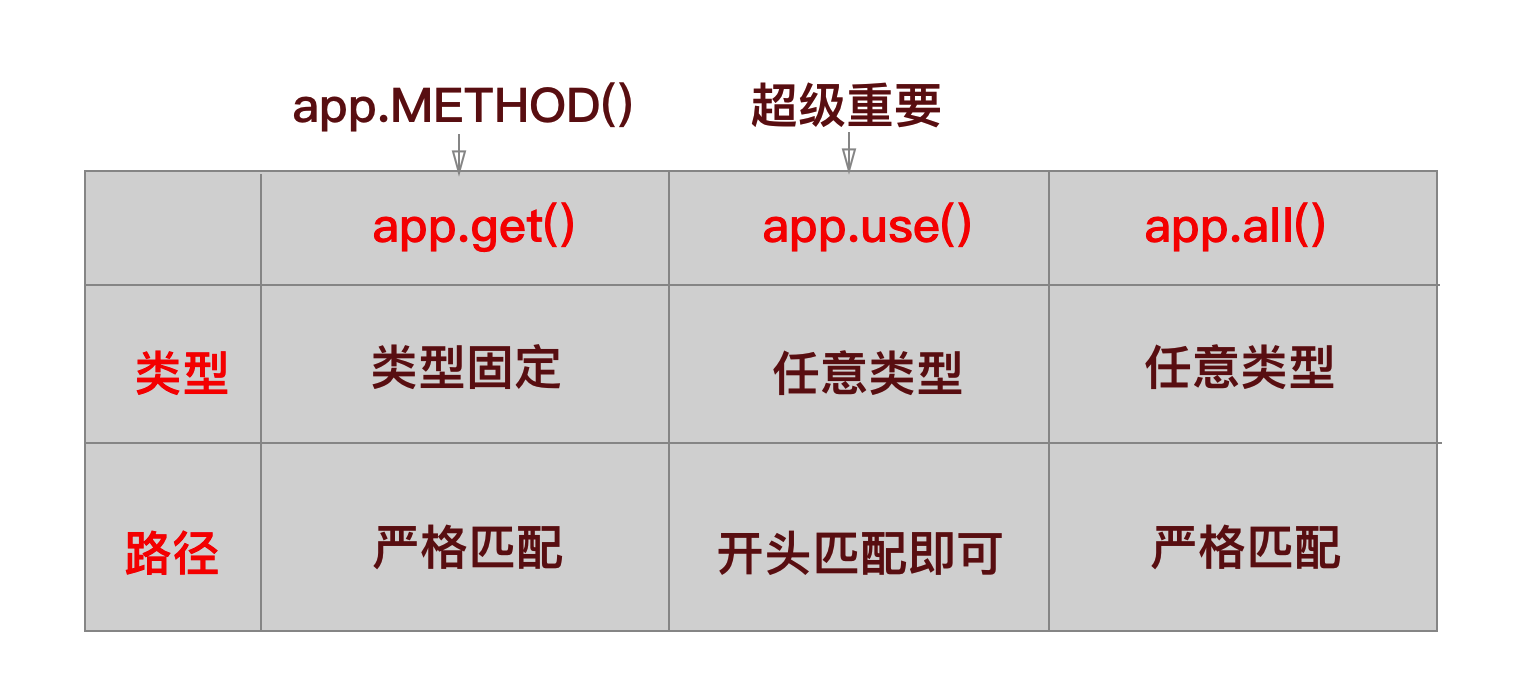 app.METHOD() 超级重要
app.get() app.use() app.all()
类型 类型固定 任意类型 任意类型
路径 严格匹配 开头匹配即可 严格匹配